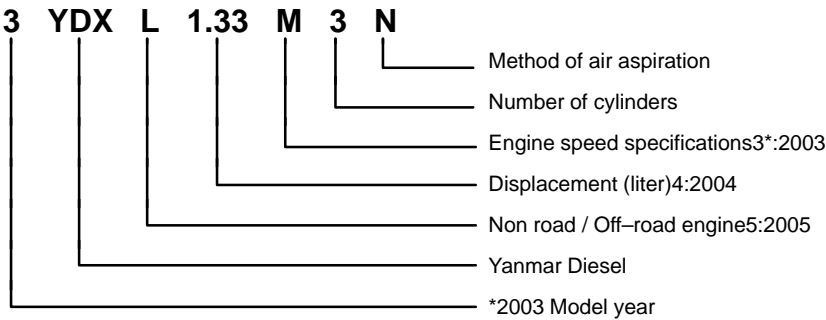 3 YDX L 1.33 M 3 N
Method of air aspiration
Number of cylinders
Engine speed specifications3*:2003
Displacement (liter)4:2004
Non road / Off–road engine5:2005
Yanmar Diesel
*2003 Model year